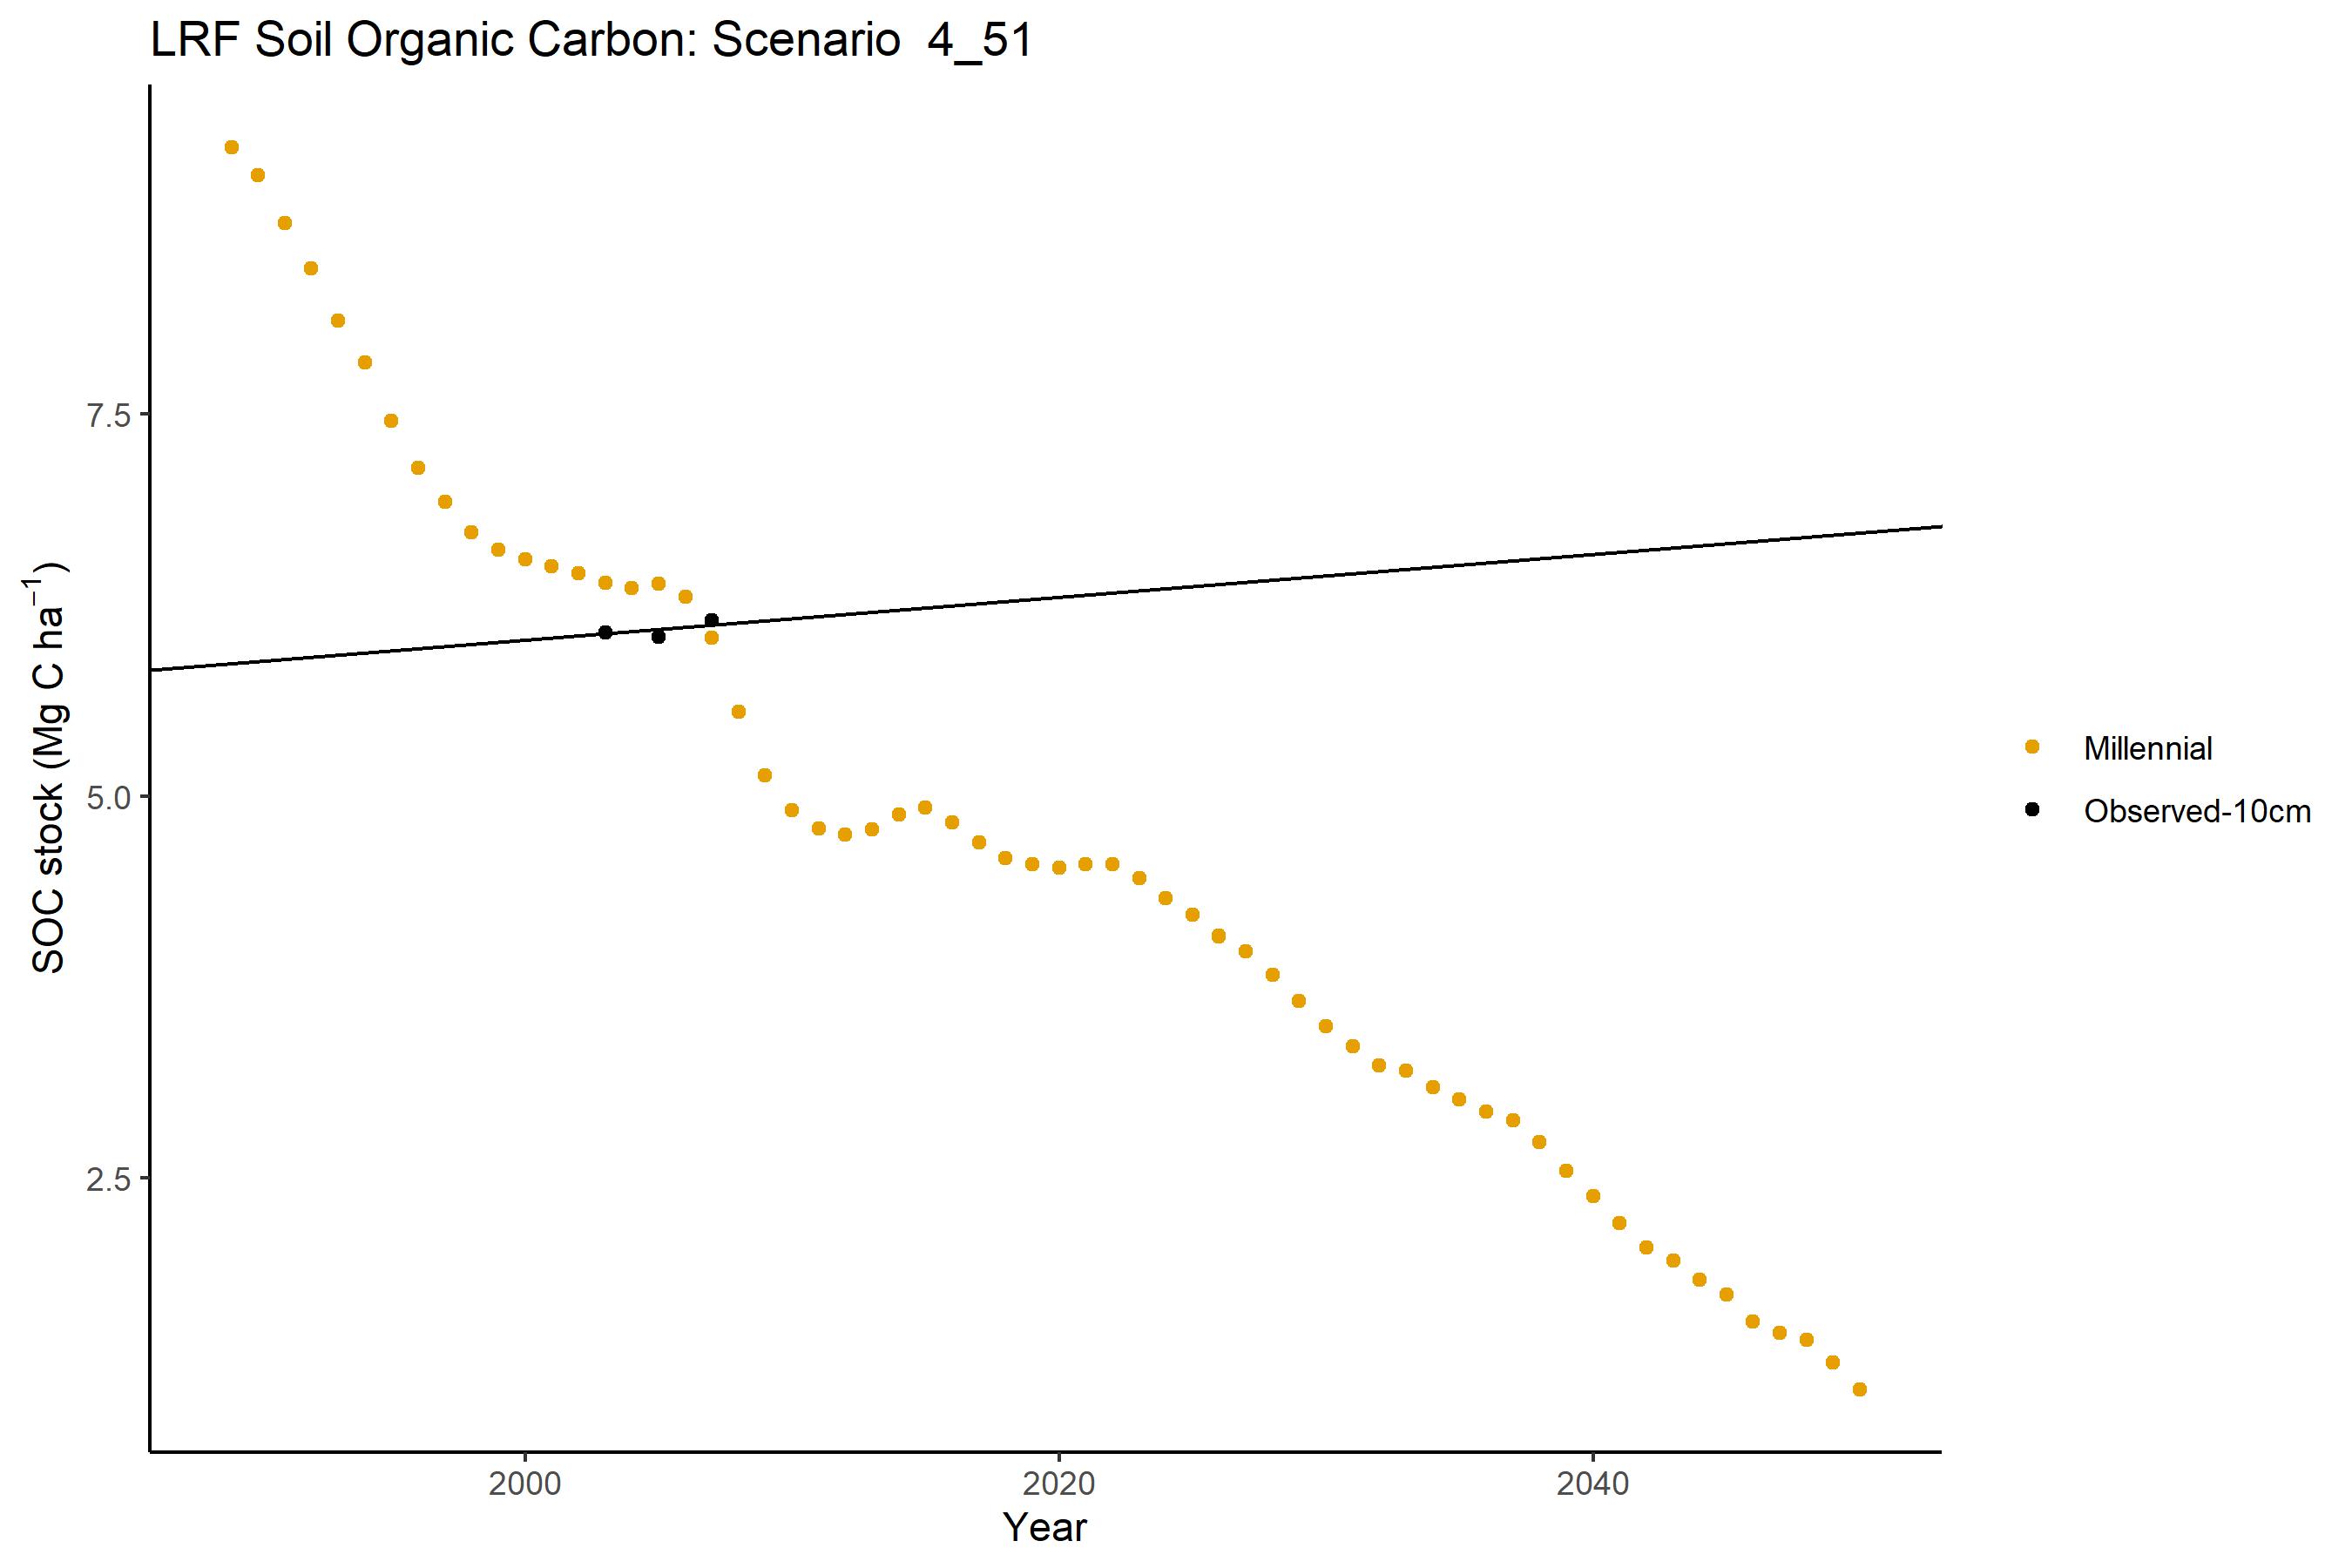 LRF Soil Organic Carbon: Scenario  4_51
SOC stock (Mg C ha⁻¹)
7.5
5.0
2.5
2000
2020
2040
Year
Millennial
Observed-10cm